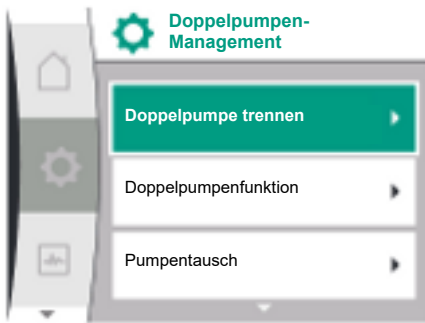 Doppelpumpen-
Management
Doppelpumpe trennen
Doppelpumpenfunktion
Pumpentausch